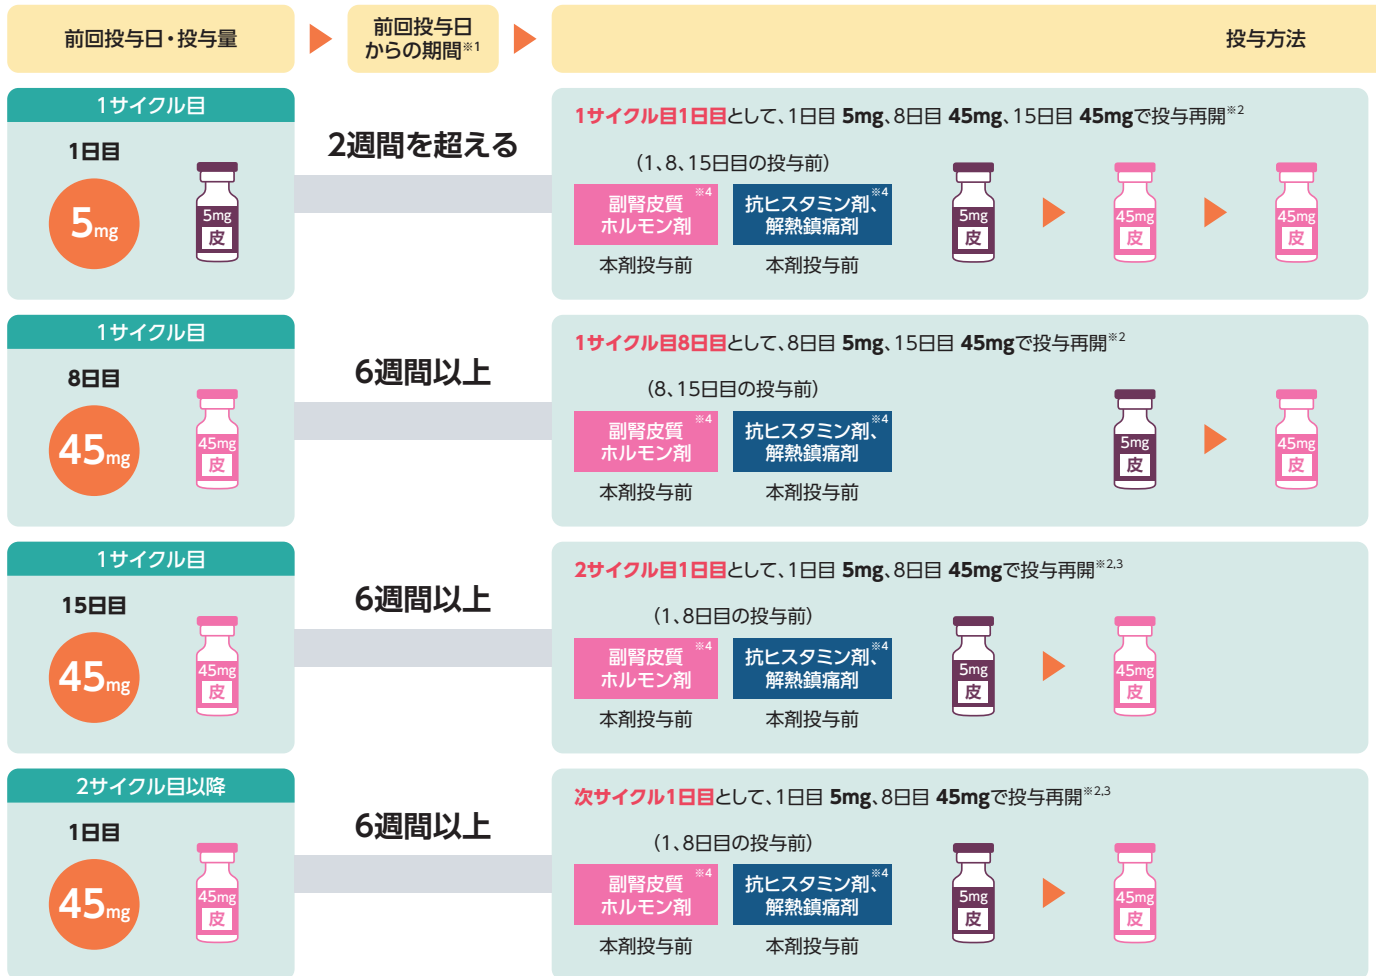 前回投与日・投与量
前回投与日
からの期間※1
投与方法
1サイクル目
1日目
5mg
5mg
皮
2週間を超える
1サイクル目1日目として、1日目 5mg、8日目 45mg、15日目 45mgで投与再開※2
(1、8、15日目の投与前)
副腎皮質
ホルモン剤
※4
本剤投与前
抗ヒスタミン剤、
解熱鎮痛剤
※4
本剤投与前
5mg
皮
45mg
皮
45mg
皮
1サイクル目
8日目
45mg
45mg
皮
6週間以上
1サイクル目8日目として、8日目 5mg、15日目 45mgで投与再開※2
(8、15日目の投与前)
副腎皮質
ホルモン剤
※4
本剤投与前
抗ヒスタミン剤、
解熱鎮痛剤
※4
本剤投与前
5mg
皮
45mg
皮
1サイクル目
15日目
45mg
45mg
皮
6週間以上
2サイクル目1日目として、1日目 5mg、8日目 45mgで投与再開※2,3
(1、8日目の投与前)
副腎皮質
ホルモン剤
※4
本剤投与前
抗ヒスタミン剤、
解熱鎮痛剤
※4
本剤投与前
5mg
皮
45mg
皮
2サイクル目以降
1日目
45mg
45mg
皮
6週間以上
次サイクル1日目として、1日目 5mg、8日目 45mgで投与再開※2,3
(1、8日目の投与前)
副腎皮質
ホルモン剤
※4
本剤投与前
抗ヒスタミン剤、
解熱鎮痛剤
※4
本剤投与前
5mg
皮
45mg
皮